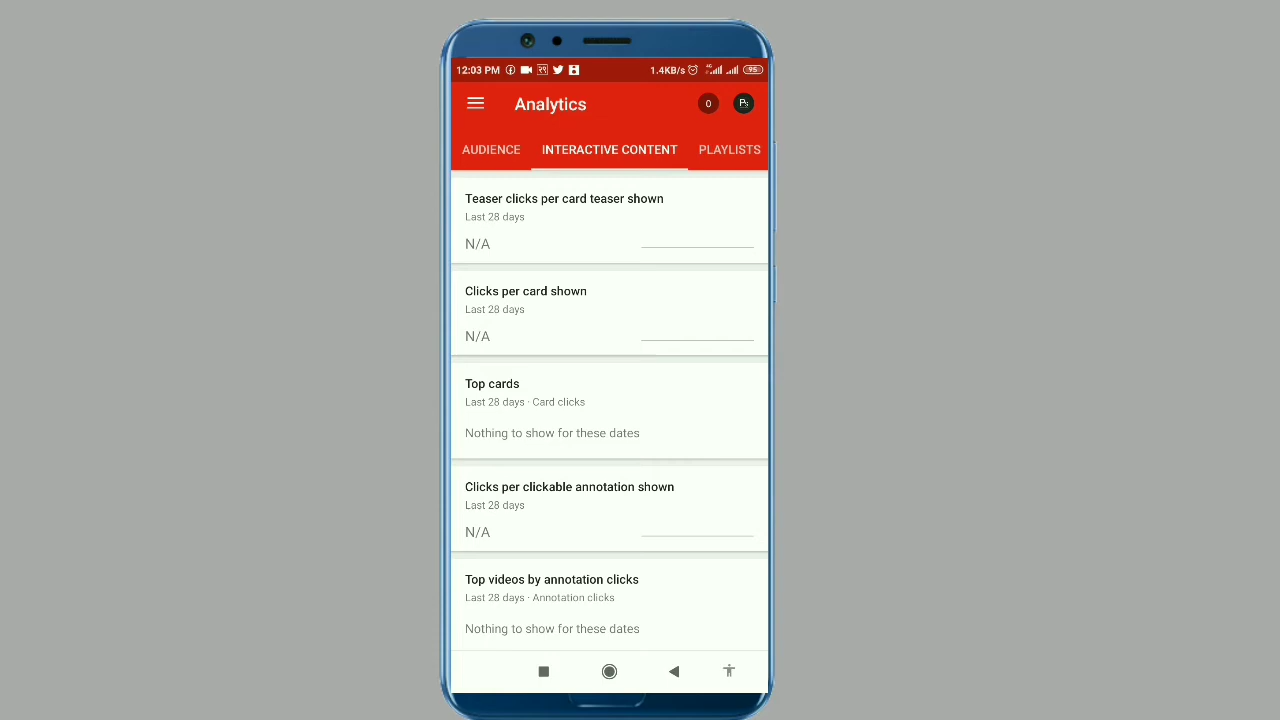 12:03 PM 1.4KB/s 4G 95
Analytics 0
AUDIENCE INTERACTIVE CONTENT PLAYLISTS
Teaser clicks per card teaser shown
Last 28 days
N/A
Clicks per card shown
Last 28 days
N/A
Top cards
Last 28 days · Card clicks
Nothing to show for these dates
Clicks per clickable annotation shown
Last 28 days
N/A
Top videos by annotation clicks
Last 28 days · Annotation clicks
Nothing to show for these dates